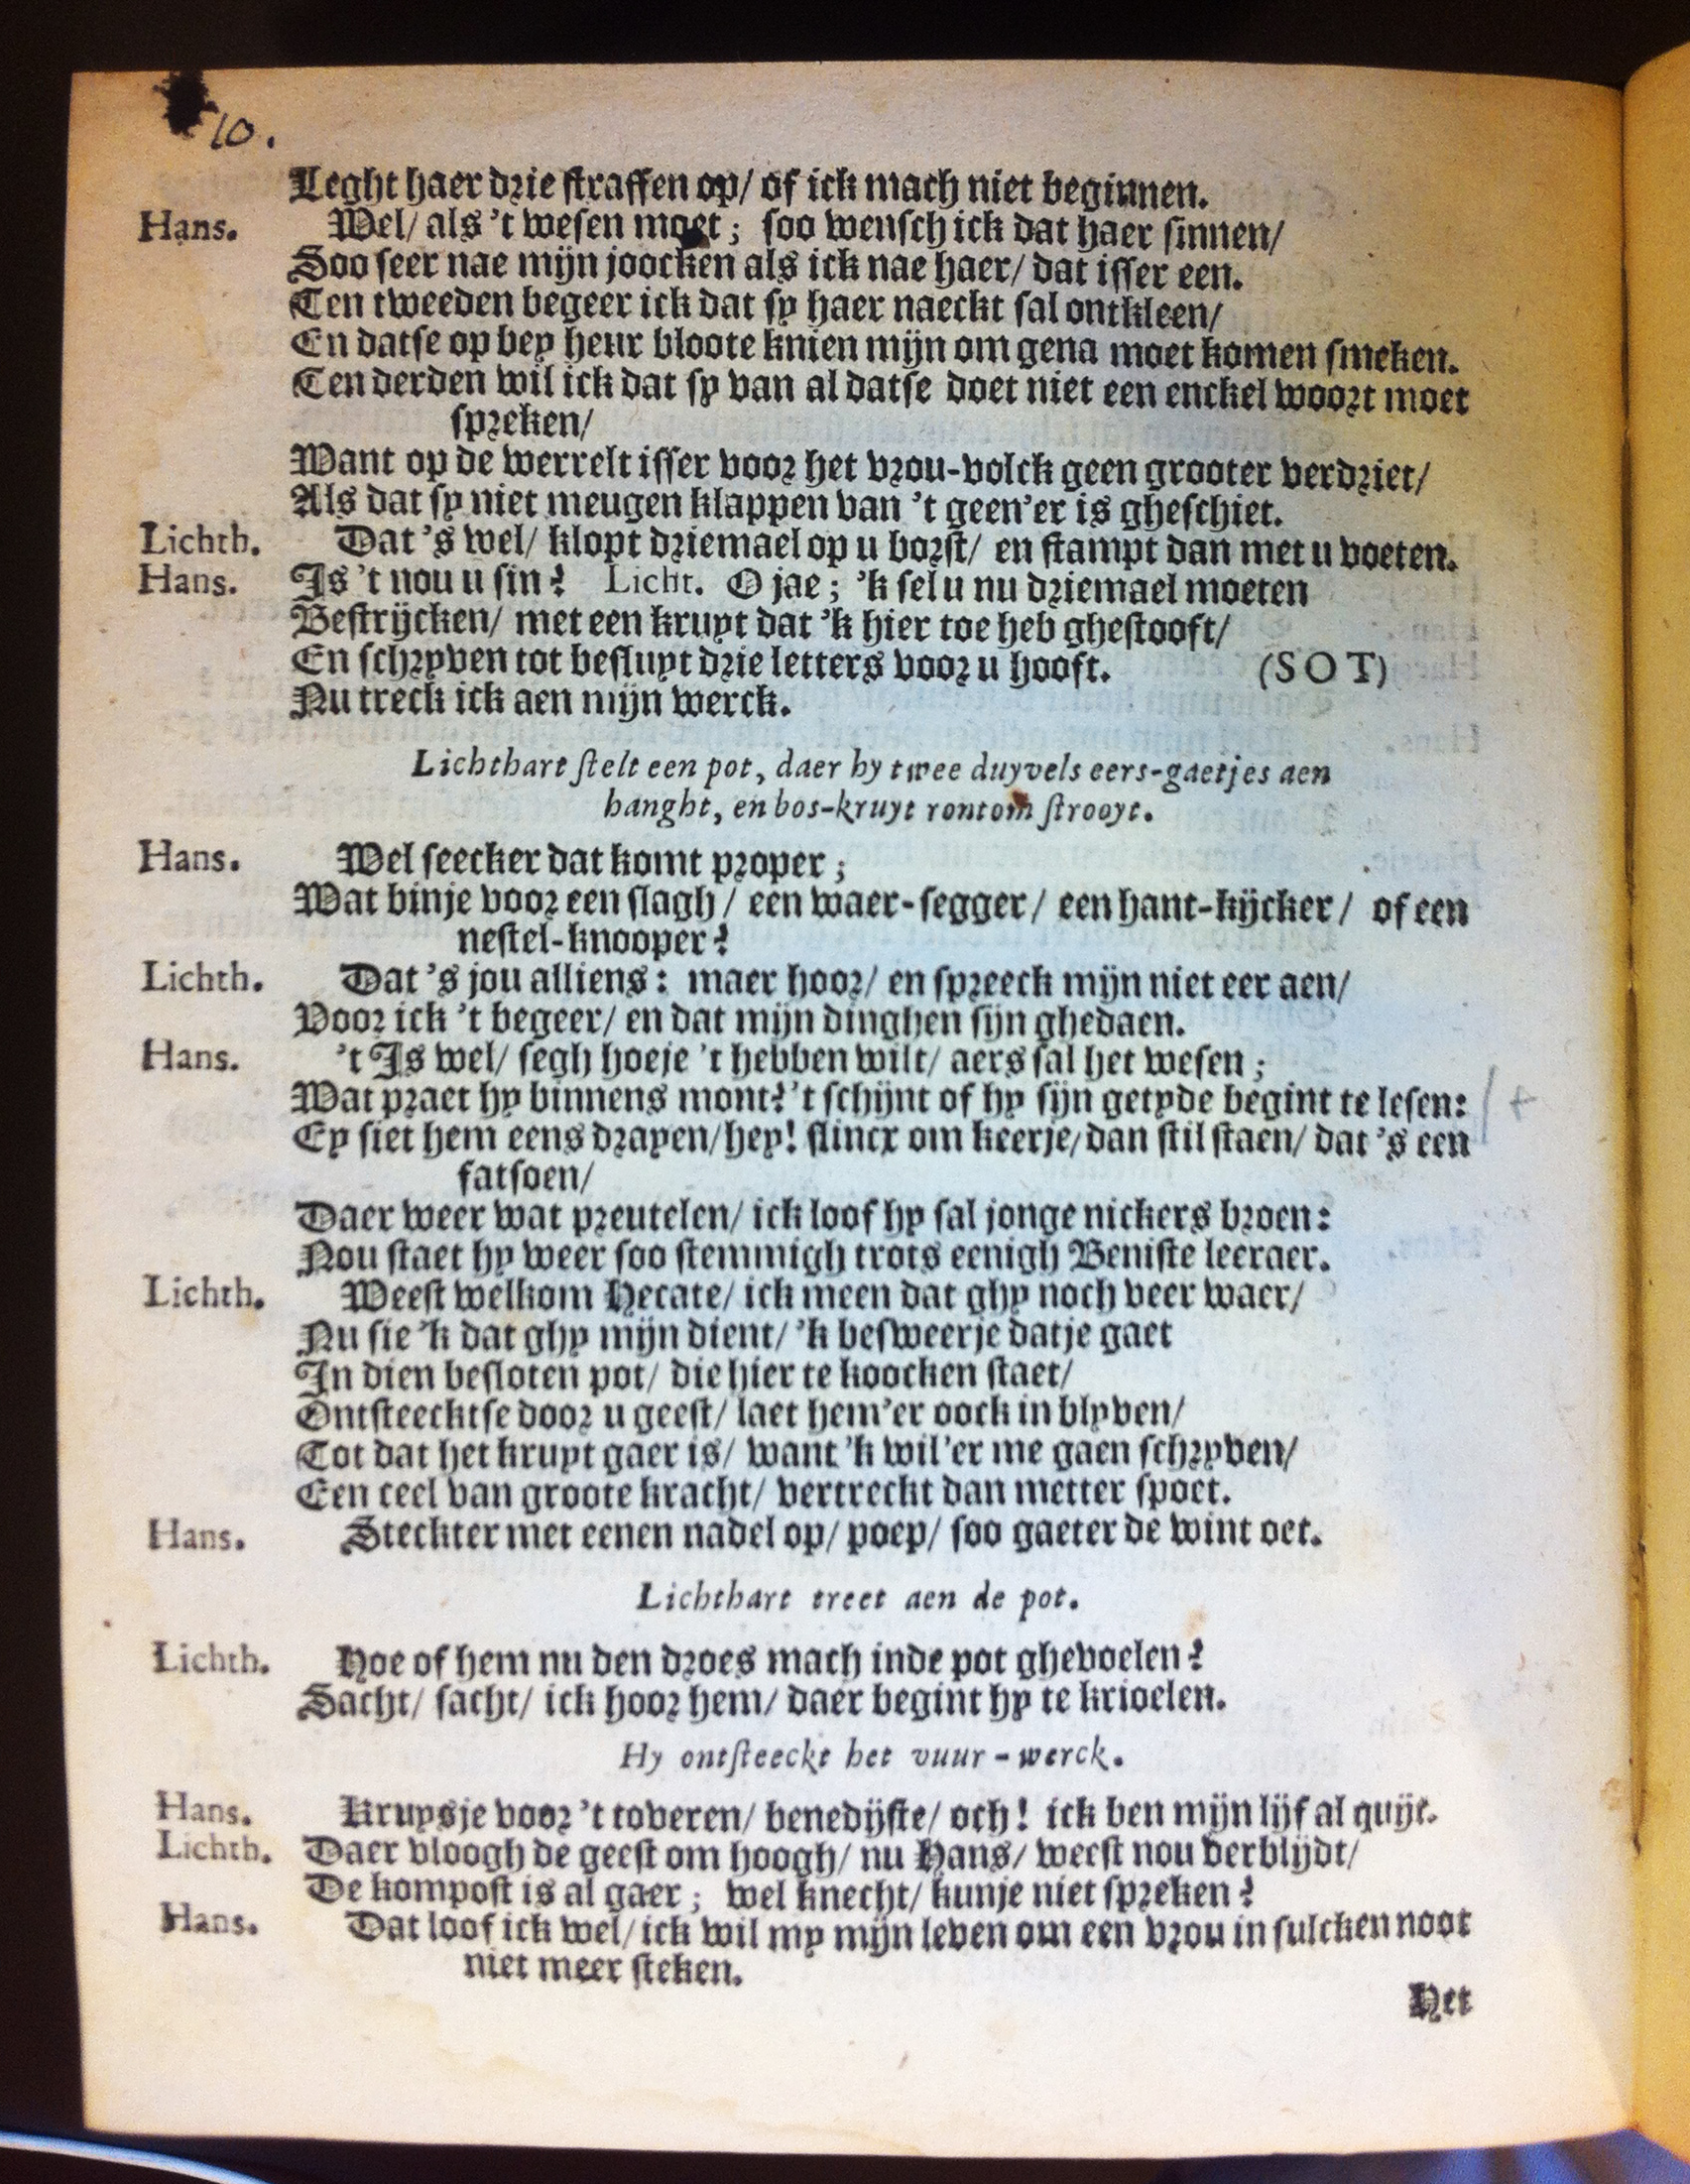 10.
Leght haer drie straffen op/ of ick mach niet beginnen.
Hans. Wel/ als 't wesen moet; soo wensch ick dat haer sinnen/
Soo seer nae mijn joocken als ick nae haer/ dat isser een.
Ten tweeden begeer ick dat sy haer naeckt sal ontkleen/
En datse op bey heur bloote knien mijn om gena moet komen smeken.
Ten derden wil ick dat sy van al datse doet niet een enckel woort moet
spreken/
Want op de werrelt isser voor het vrou-volck geen grooter verdriet/
Als dat sy niet meugen klappen van 't geen'er is gheschiet.
Lichth. Dat 's wel/ klopt driemael op u borst/ en stampt dan met u voeten.
Hans. Is 't nou u sin? Licht. O jae; 'k sel u nu driemael moeten
Bestrijcken/ met een kruyt dat 'k hier toe heb ghestooft/
En schryven tot besluyt drie letters voor u hooft. (SOT)
Nu treck ick aen mijn werck.
Lichthart stelt een pot, daer hy twee duyvels eers-gaetjes aen
hanght, en bos-kruyt rontom strooyt.
Hans. Wel seecker dat komt proper;
Wat binje voor een slagh/ een waer-segger/ een hant-kijcker/ of een
nestel-knooper?
Lichth. Dat 's jou alliens: maer hoor/ en spreeck mijn niet eer aen/
Voor ick 't begeer/ en dat mijn dinghen sijn ghedaen.
Hans. 't Is wel/ segh hoeje 't hebben wilt/ aers sal het wesen;
Wat praet hy binnens mont? 't schijnt of hy sijn getyde begint te lesen:
Ey siet hem eens drayen/ hey! slincx om keerje/ dan stil staen/ dat 's een
fatsoen/
Daer weer wat preutelen/ ick loof hy sal jonge nickers broen:
Nou staet hy weer soo stemmigh trots eenigh Beniste leeraer.
Lichth. Weest welkom Hecate/ ick meen dat ghy noch veer waer/
Nu sie 'k dat ghy mijn dient/ 'k besweerje datje gaet
In dien besloten pot/ die hier te koocken staet/
Ontsteecktse door u geest/ laet hem'er oock in blyven/
Tot dat het kruyt gaer is/ want 'k wil'er me gaen schryven/
Een ceel van groote kracht/ vertreckt dan metter spoet.
Hans. Steckter met eenen nadel op/ poep/ soo gaeter de wint oet.
Lichthart treet aen de pot.
Lichth. Hoe of hem nu den droes mach inde pot ghevoelen?
Sacht/ sacht/ ick hoor hem/ daer begint hy te krioelen.
Hy ontsteeckt het vuur-werck.
Hans. Kruysje voor 't toveren/ benedijste/ och! ick ben mijn lijf al quijt.
Lichth. Daer vloogh de geest om hoogh/ nu Hans/ weest nou verblijdt/
De kompost is al gaer; wel knecht/ kunje niet spreken?
Hans. Dat loof ick wel/ ick wil my mijn leven om een vrou in sulcken noot
niet meer steken.
Het